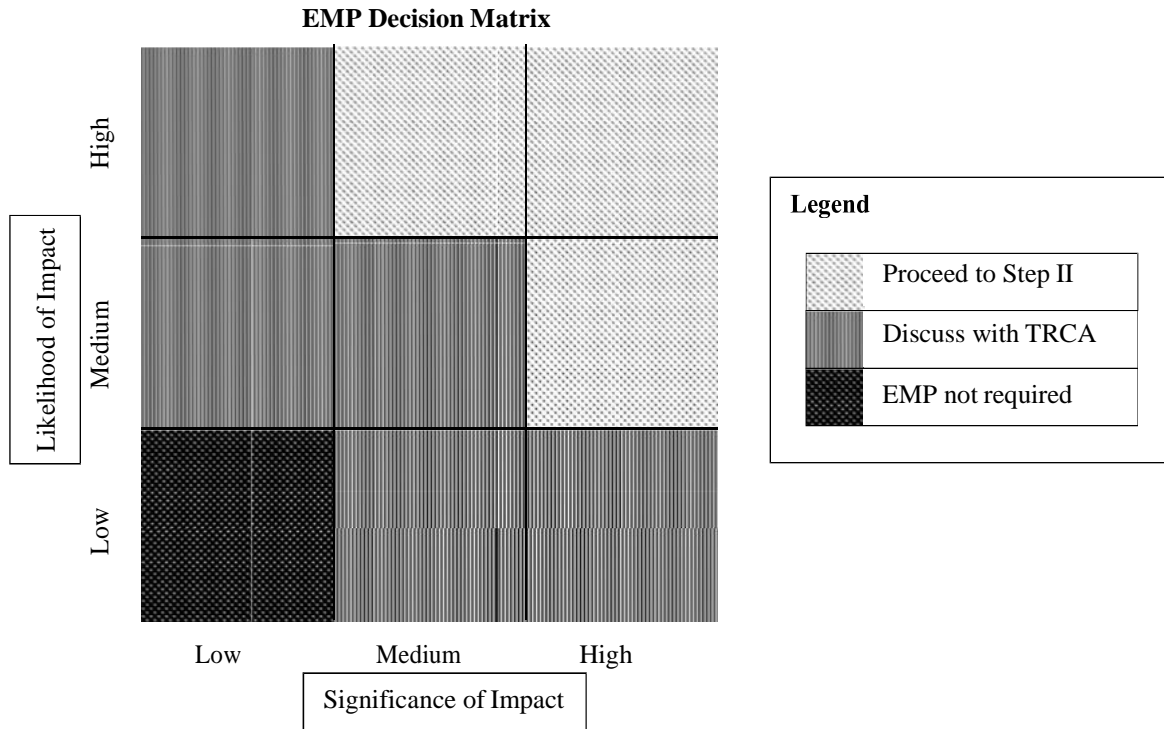 EMP Decision Matrix
High
Medium
Low
Likelihood of Impact
Low Medium High
Significance of Impact
Legend
Proceed to Step II
Discuss with TRCA
EMP not required